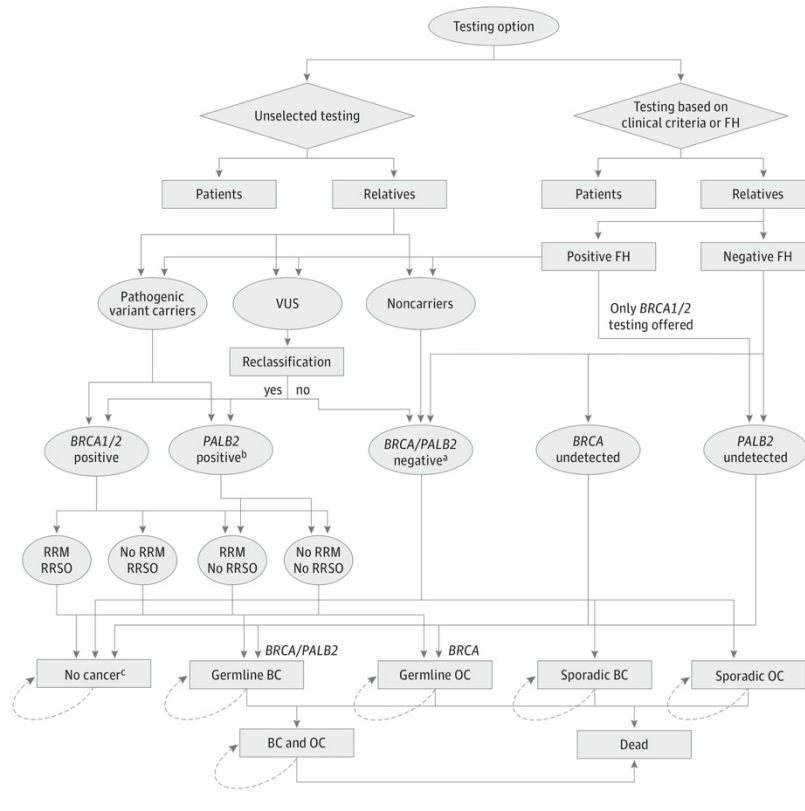 Testing option
Unselected testing
Testing based on
clinical criteria or FH
Patients
Relatives
Patients
Relatives
Positive FH
Negative FH
Pathogenic
variant carriers
VUS
Noncarriers
Only BRCA1/2
testing offered
Reclassification
yes
no
BRCA1/2
positive
PALB2
positiveᵇ
BRCA/PALB2
negativeᵃ
BRCA
undetected
PALB2
undetected
RRM
RRSO
No RRM
RRSO
RRM
No RRSO
No RRM
No RRSO
BRCA/PALB2
BRCA
No cancerᶜ
Germline BC
Germline OC
Sporadic BC
Sporadic OC
BC and OC
Dead